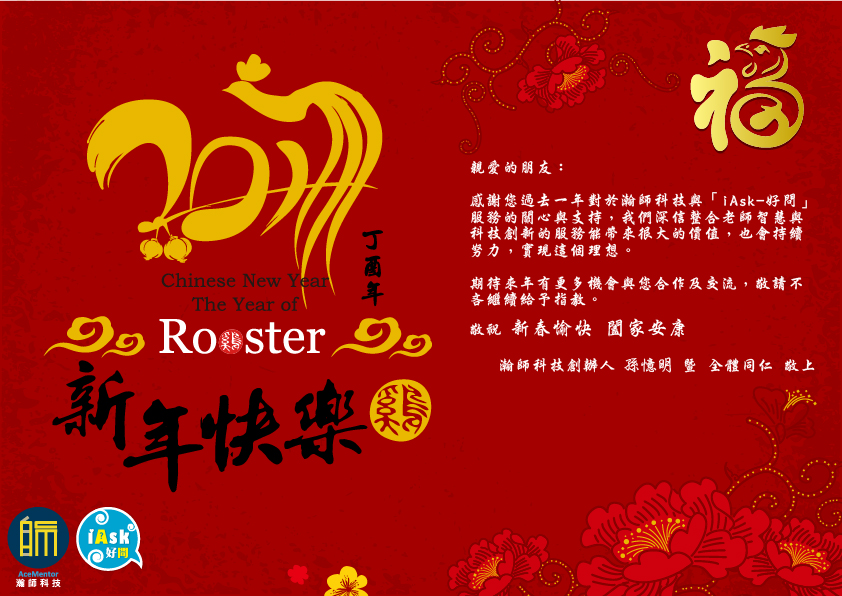 2017
丁酉年
Chinese New Year
The Year of
Rooster
新年快樂
雞
福
親愛的朋友：
感謝您過去一年對於瀚師科技與「iAsk-好問」
服務的關心與支持，我們深信整合老師智慧與
科技創新的服務能帶來很大的價值，也會持續
努力，實現這個理想。
期待來年有更多機會與您合作及交流，敬請不
吝繼續給予指教。
敬祝 新春愉快 闔家安康
瀚師科技創辦人 孫憶明 暨 全體同仁 敬上
師
AceMentor
瀚師科技
iAsk
好問